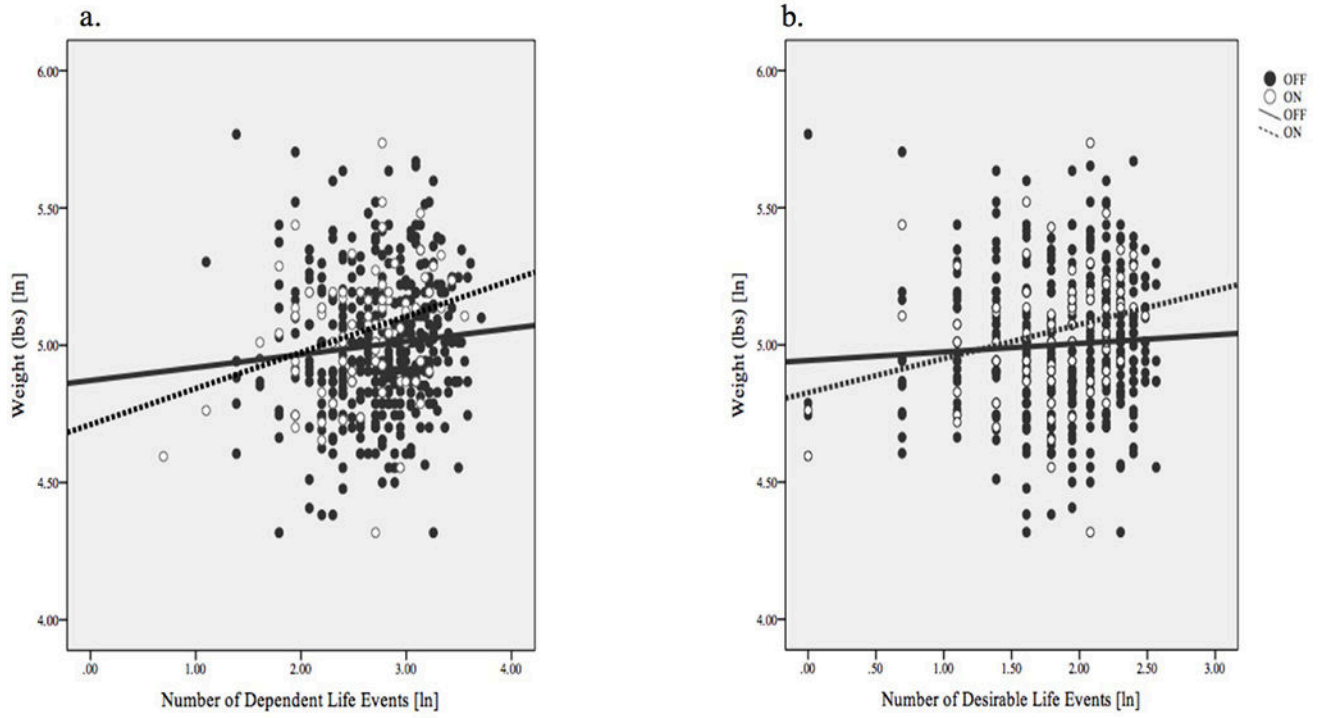 a.
Weight (lbs) [ln]
6.00
5.50
5.00
4.50
4.00
.00 1.00 2.00 3.00 4.00
Number of Dependent Life Events [ln]
b.
Weight (lbs) [ln]
6.00
5.50
5.00
4.50
4.00
.00 .50 1.00 1.50 2.00 2.50 3.00
Number of Desirable Life Events [ln]
OFF
ON
OFF
ON